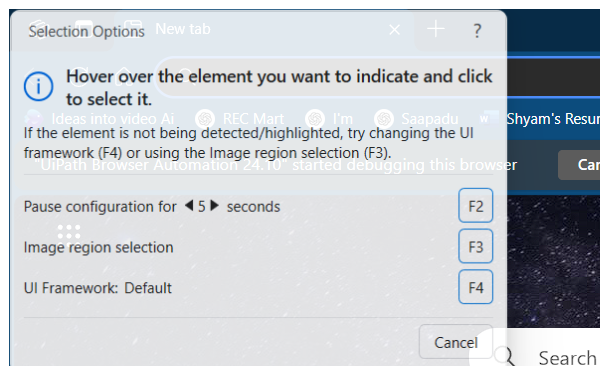 Selection Options
New tab
?
Hover over the element you want to indicate and click
to select it.
Ideas into video Ai
REC Mart
I'm
Saapadu
W
Shyam's Resur
If the element is not being detected/highlighted, try changing the UI
framework (F4) or using the Image region selection (F3).
"UiPath Browser Automation 24.10" started debugging this browser
Can
Pause configuration for 5 seconds
F2
Image region selection
F3
UI Framework: Default
F4
Cancel
Search